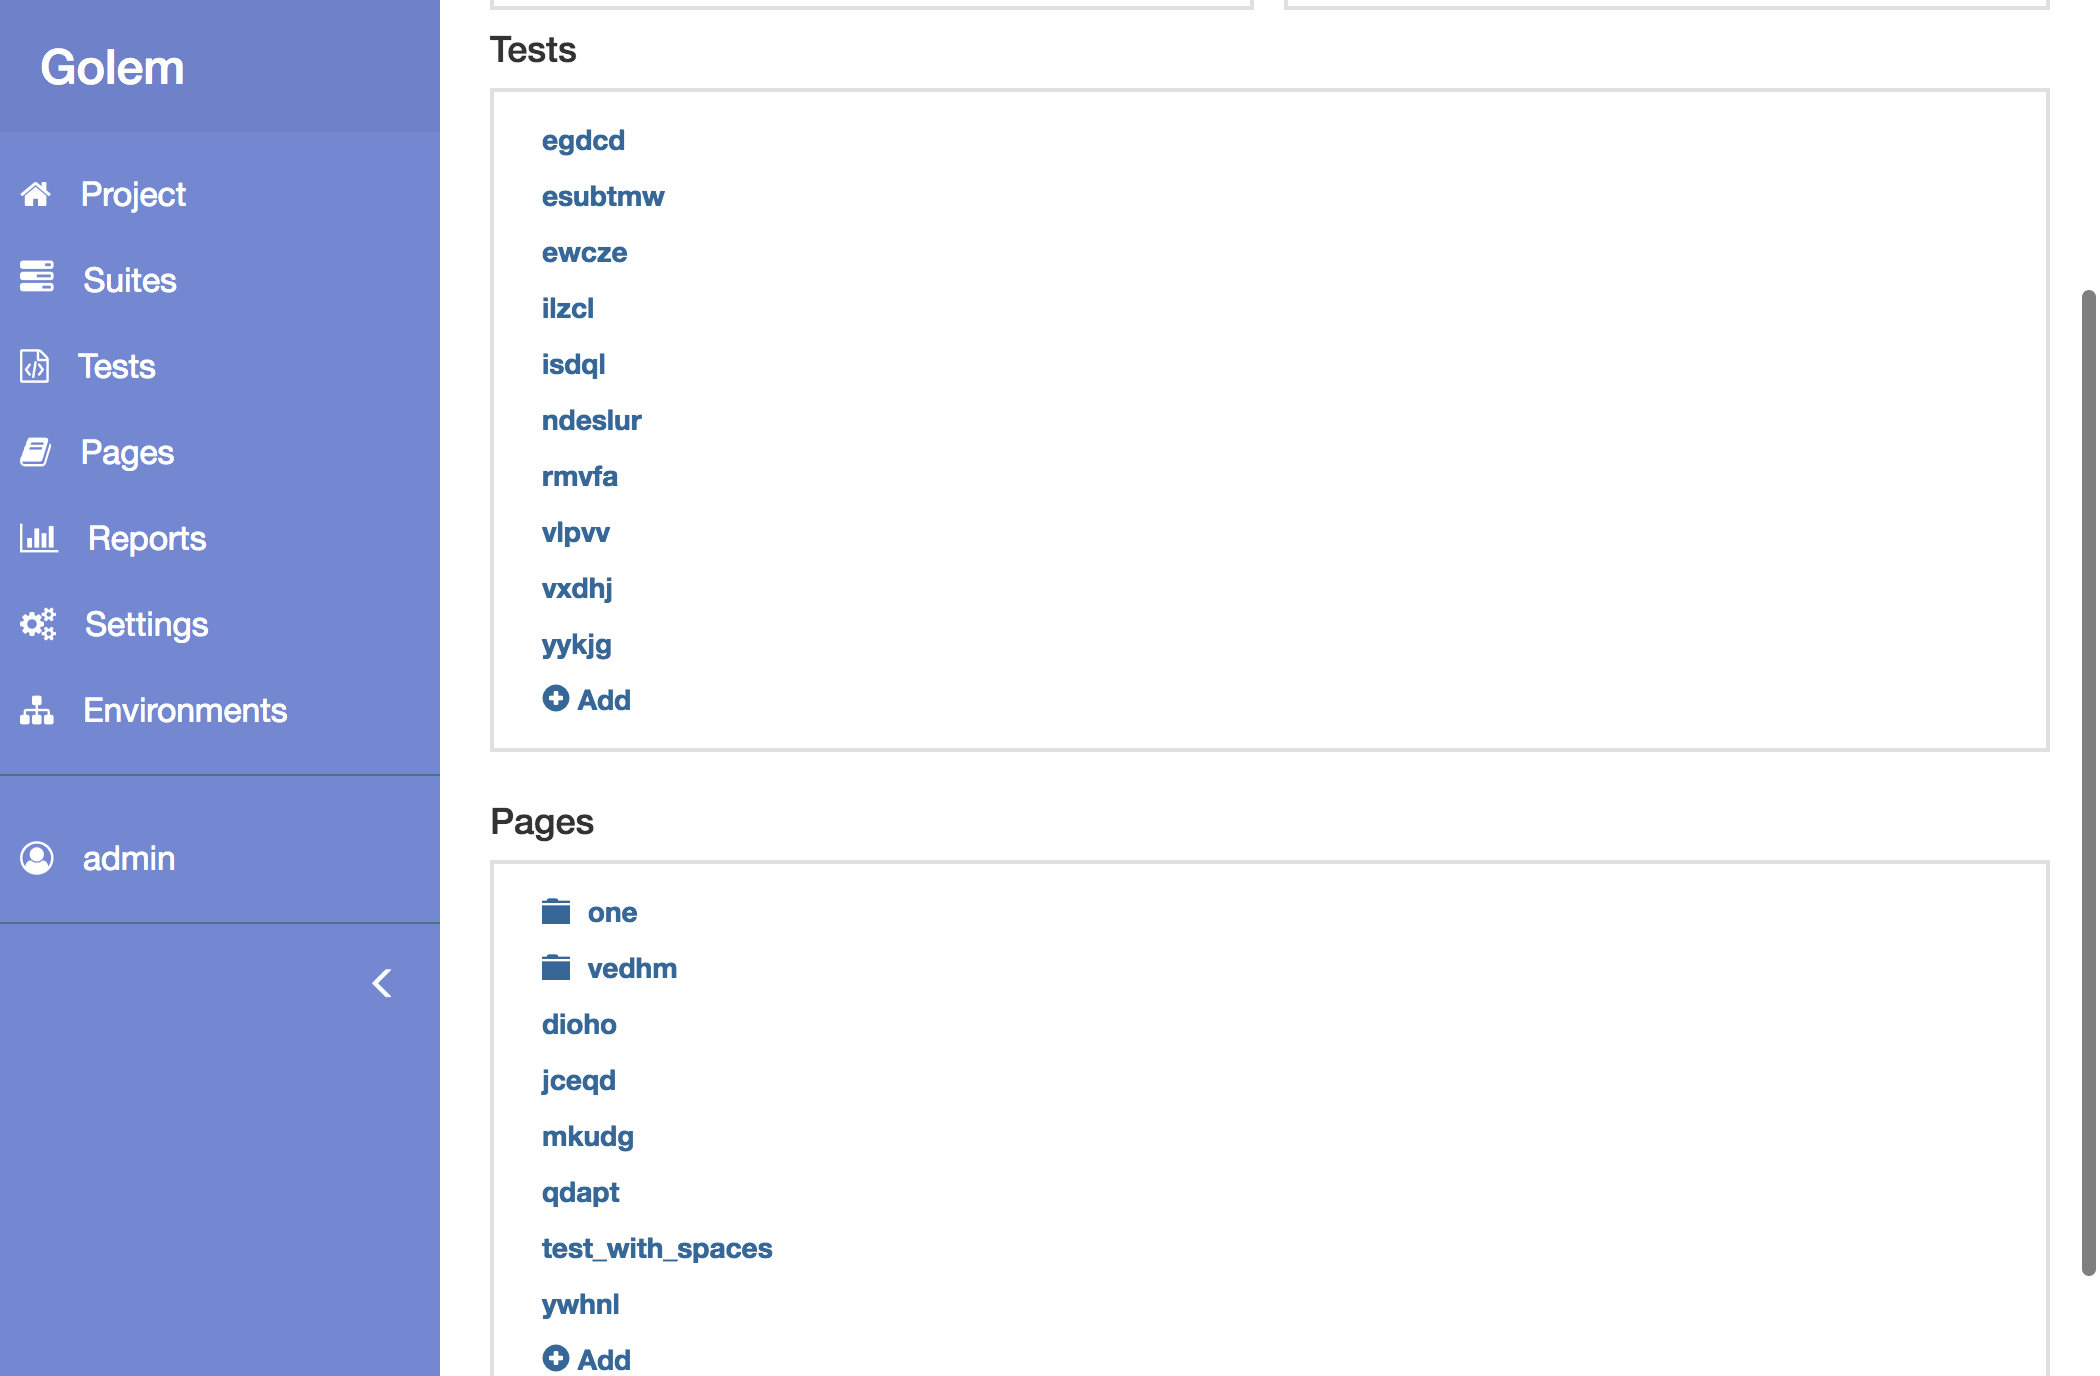 Golem
Project
Suites
Tests
Pages
Reports
Settings
Environments
admin
Tests
egdcd
esubtmw
ewcze
ilzcl
isdql
ndeslur
rmvfa
vlpvv
vxdhj
yykjg
Add
Pages
one
vedhm
dioho
jceqd
mkudg
qdapt
test_with_spaces
ywhnl
Add